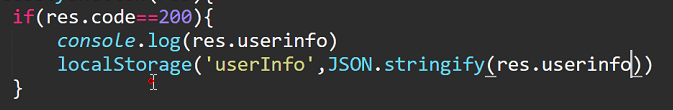 if(res.code==200){
console.log(res.userinfo)
localStorage('userInfo',JSON.stringify(res.userinfo))
}